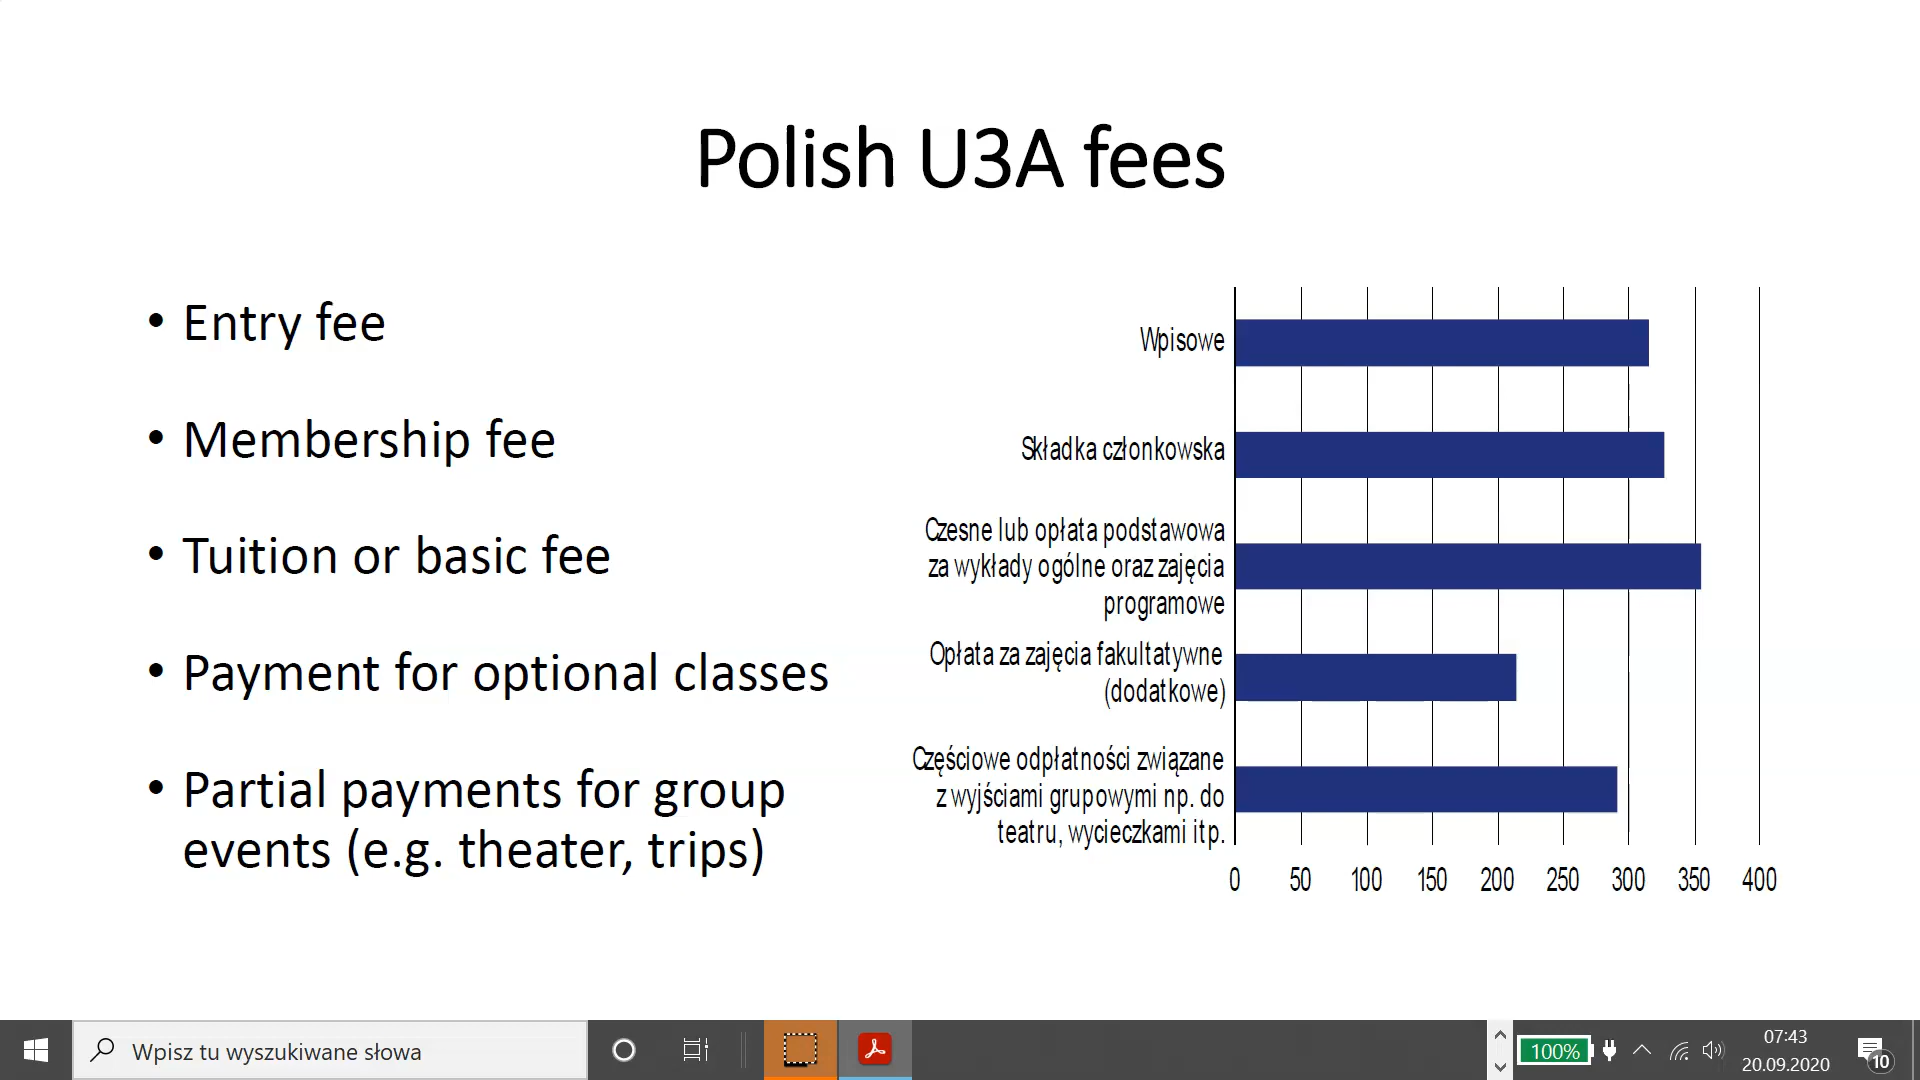 Polish U3A fees
• Entry fee
• Membership fee
• Tuition or basic fee
• Payment for optional classes
• Partial payments for group
events (e.g. theater, trips)
Wpisowe
Składka członkowska
Czesne lub opłata podstawowa
za wykłady ogólne oraz zajęcia
programowe
Opłata za zajęcia fakultatywne
(dodatkowe)
Częściowe odpłatności związane
z wyjściami grupowymi np. do
teatru, wycieczkami itp.
0 50 100 150 200 250 300 350 400
Wpisz tu wyszukiwane słowa
100%
07:43
20.09.2020
10